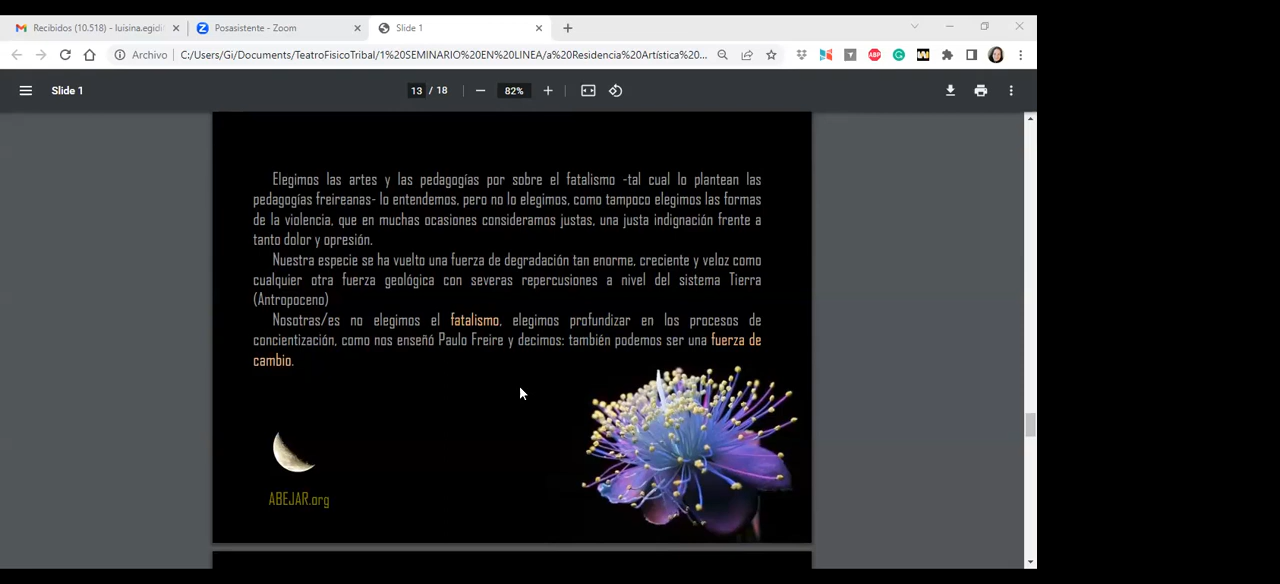 Recibidos (10.518) - luisina.egidi
Posasistente - Zoom
Slide 1
Archivo
C:/Users/Gi/Documents/TeatroFisicoTribal/1%20SEMINARIO%20EN%20LINEA/a%20Residencia%20Artística%20...
ABP
Slide 1
13 / 18
82%
Elegimos las artes y las pedagogías por sobre el fatalismo -tal cual lo plantean las
pedagogías freireanas- lo entendemos, pero no lo elegimos, como tampoco elegimos las formas
de la violencia, que en muchas ocasiones consideramos justas, una justa indignación frente a
tanto dolor y opresión.
Nuestra especie se ha vuelto una fuerza de degradación tan enorme, creciente y veloz como
cualquier otra fuerza geológica con severas repercusiones a nivel del sistema Tierra
(Antropoceno)
Nosotras/es no elegimos el fatalismo, elegimos profundizar en los procesos de
concientización, como nos enseñó Paulo Freire y decimos: también podemos ser una fuerza de
cambio.
ABEJAR.org